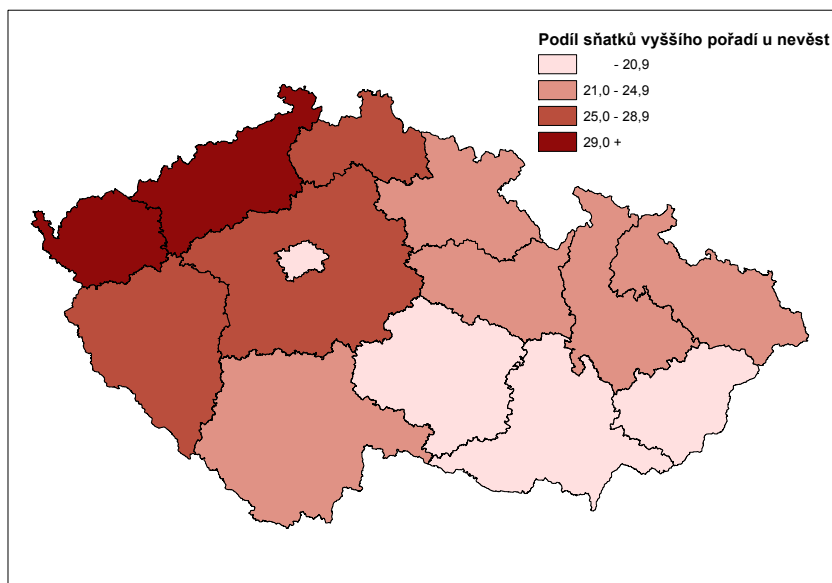 Podíl sňatků vyššího pořadí u nevěst
- 20,9
21,0 - 24,9
25,0 - 28,9
29,0 +